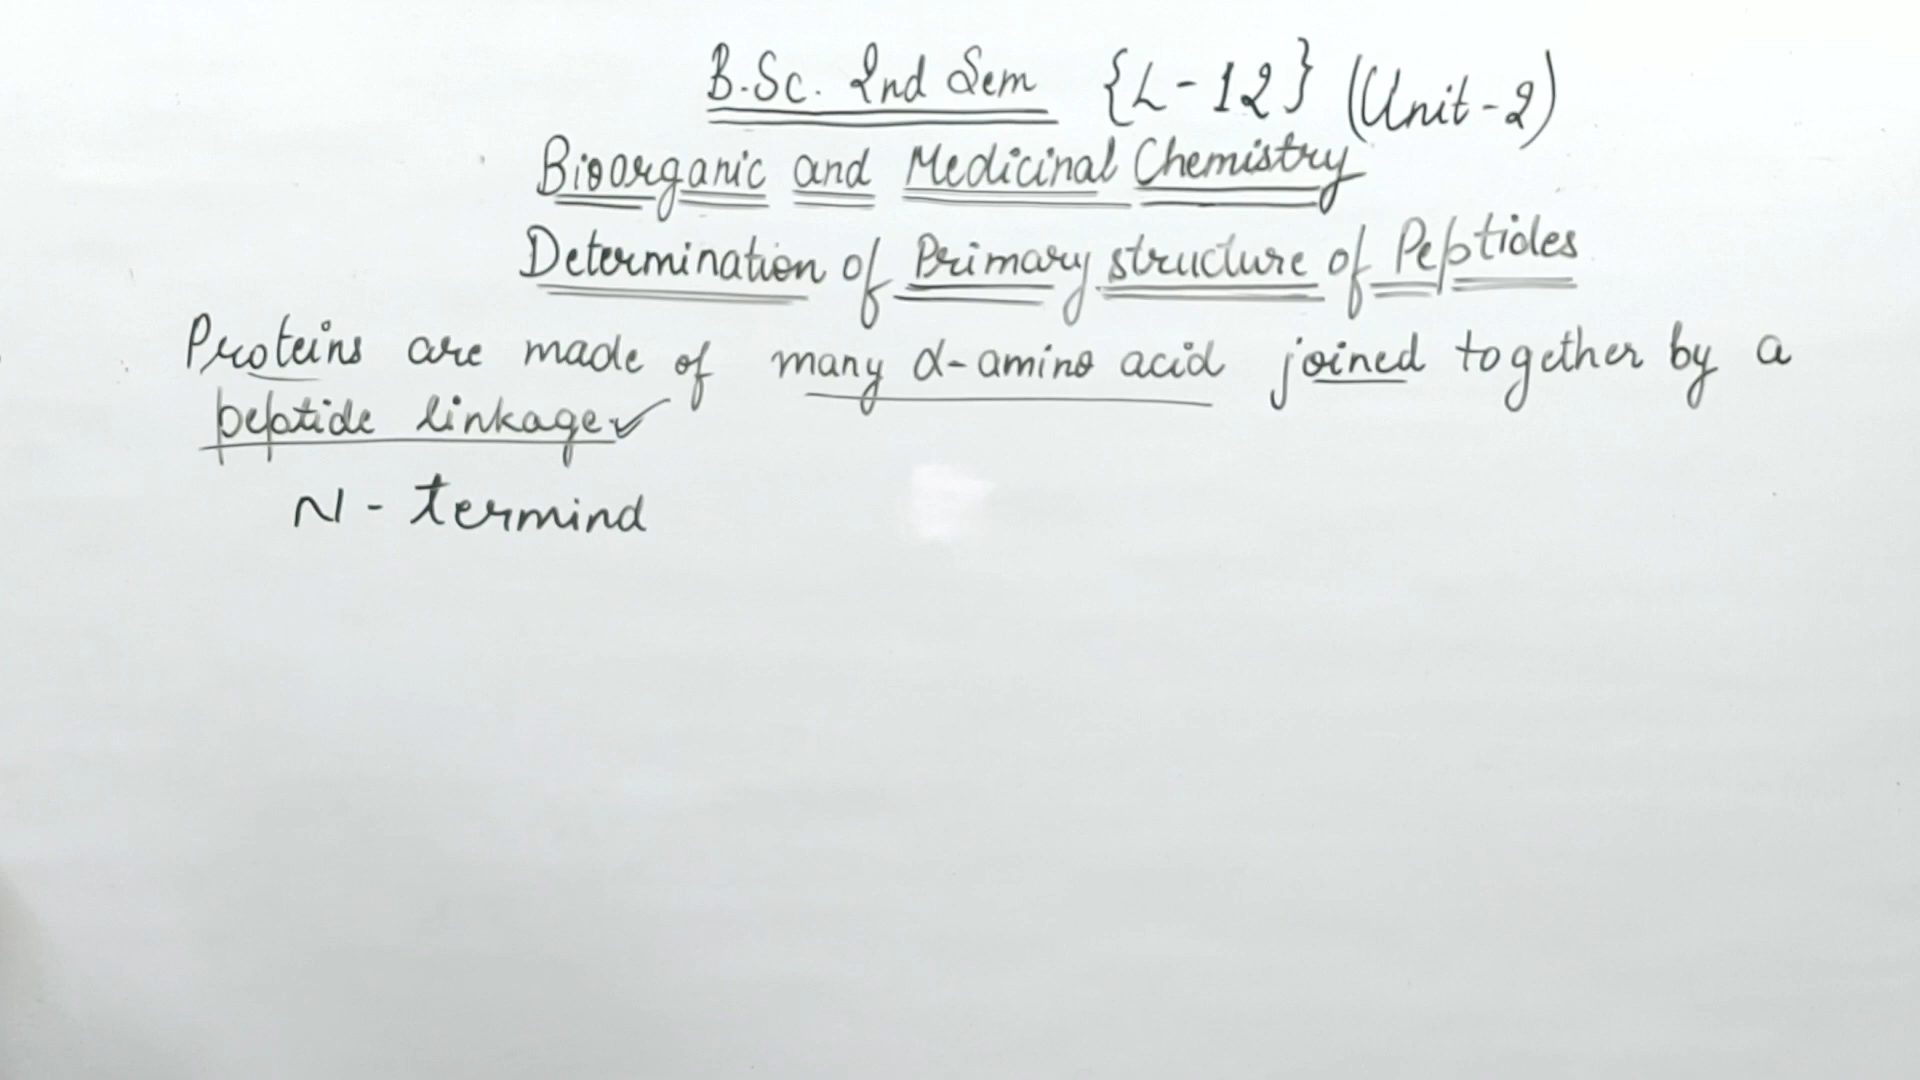 B.Sc. 2nd Sem {L-12} (Unit-2)
Bioorganic and Medicinal Chemistry
Determination of Primary structure of Peptides
Proteins are made of many α-amino acid joined together by a
peptide linkage✓
N-termind